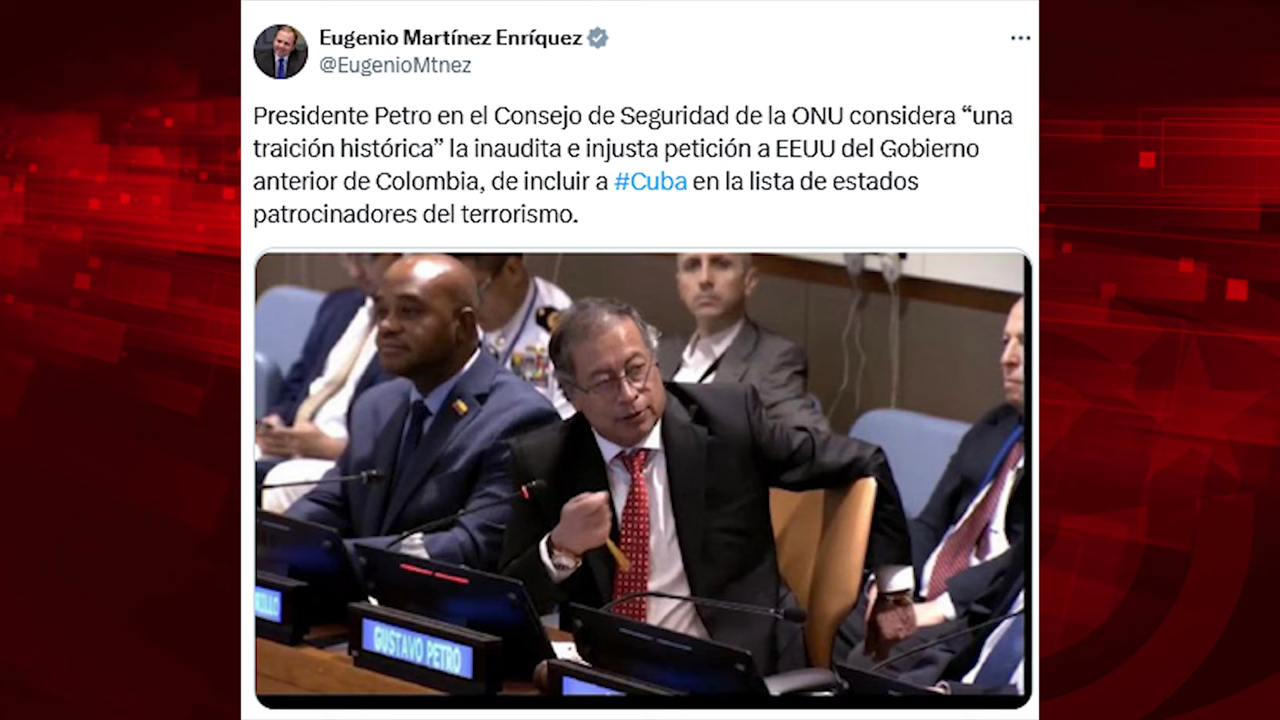 Eugenio Martínez Enríquez
@EugenioMtnez
Presidente Petro en el Consejo de Seguridad de la ONU considera “una
traición histórica” la inaudita e injusta petición a EEUU del Gobierno
anterior de Colombia, de incluir a #Cuba en la lista de estados
patrocinadores del terrorismo.
GUSTAVO PETRO